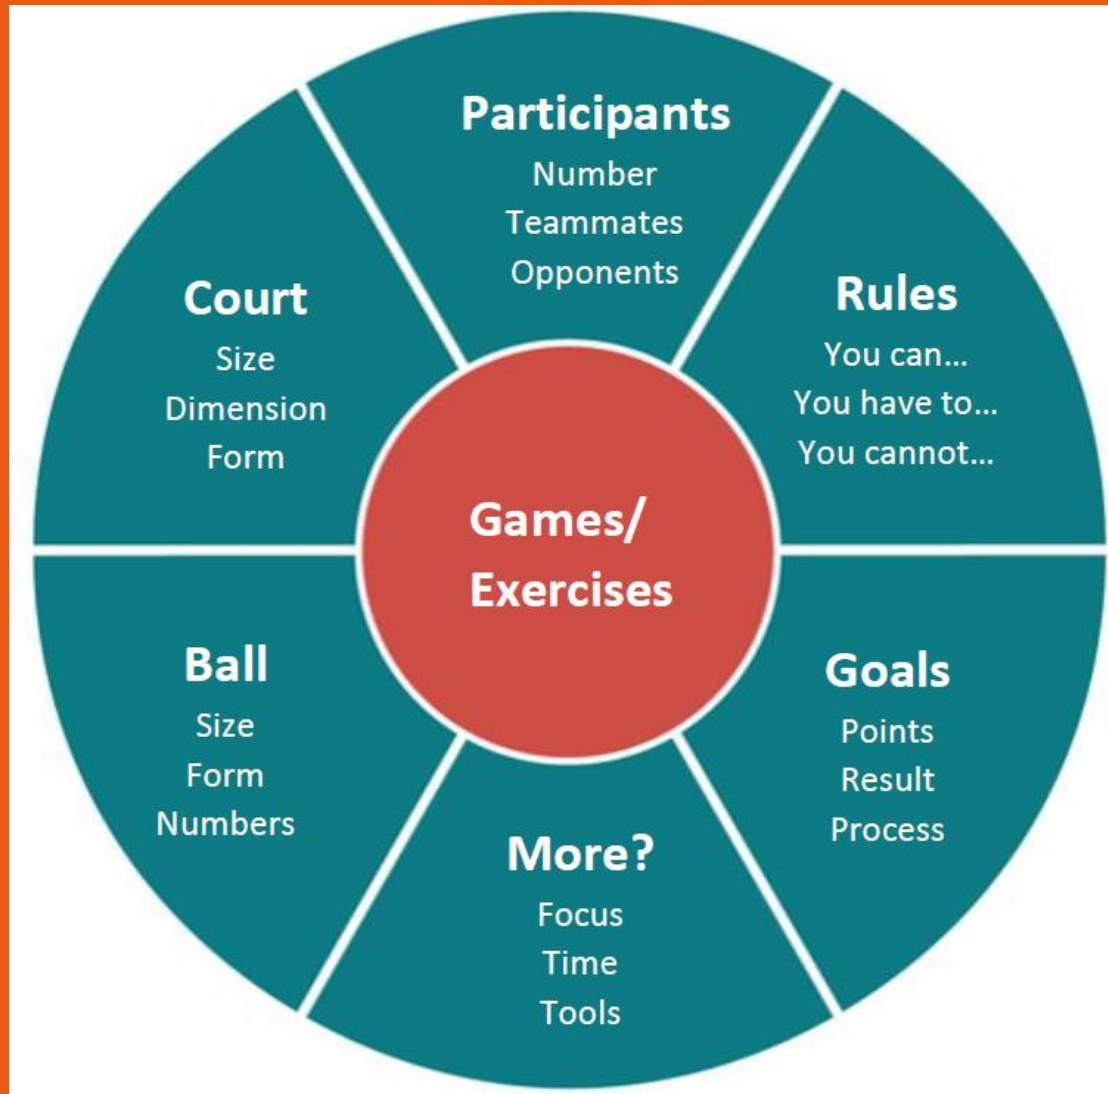 Participants
Number
Teammates
Opponents
Rules
You can...
You have to...
You cannot...
Goals
Points
Result
Process
More?
Focus
Time
Tools
Ball
Size
Form
Numbers
Court
Size
Dimension
Form
Games/
Exercises